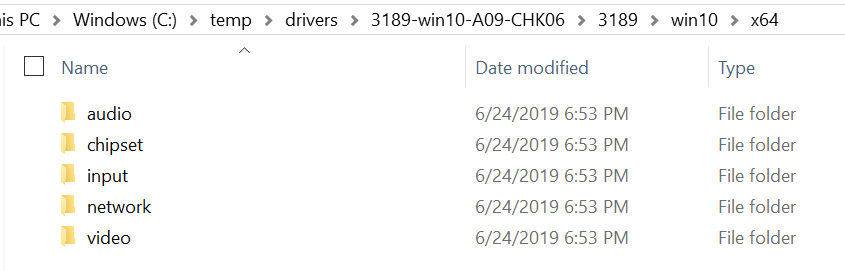 is PC > Windows (C:) > temp > drivers > 3189-win10-A09-CHK06 > 3189 > win10 > x64
Name Date modified Type
audio 6/24/2019 6:53 PM File folder
chipset 6/24/2019 6:53 PM File folder
input 6/24/2019 6:53 PM File folder
network 6/24/2019 6:53 PM File folder
video 6/24/2019 6:53 PM File folder